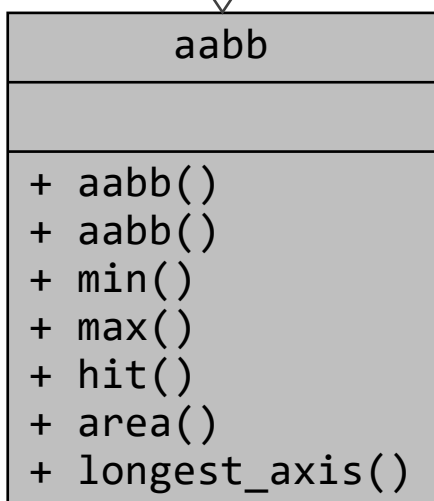 aabb
+ aabb()
+ aabb()
+ min()
+ max()
+ hit()
+ area()
+ longest_axis()